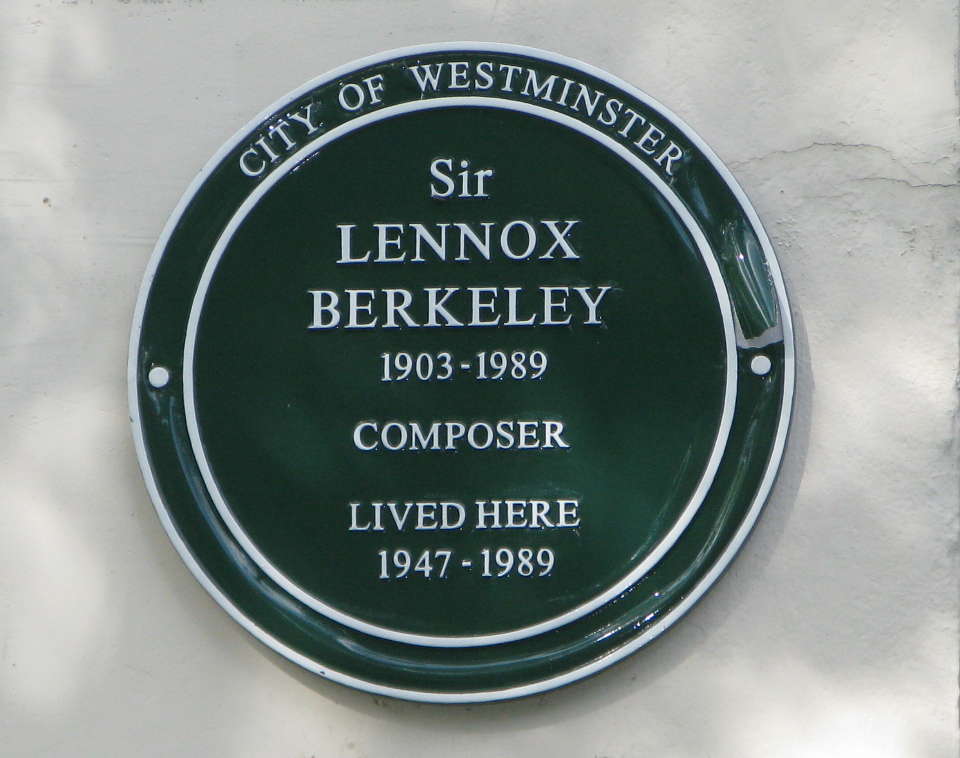 CITY OF WESTMINSTER
Sir
LENNOX
BERKELEY
1903-1989
COMPOSER
LIVED HERE
1947-1989